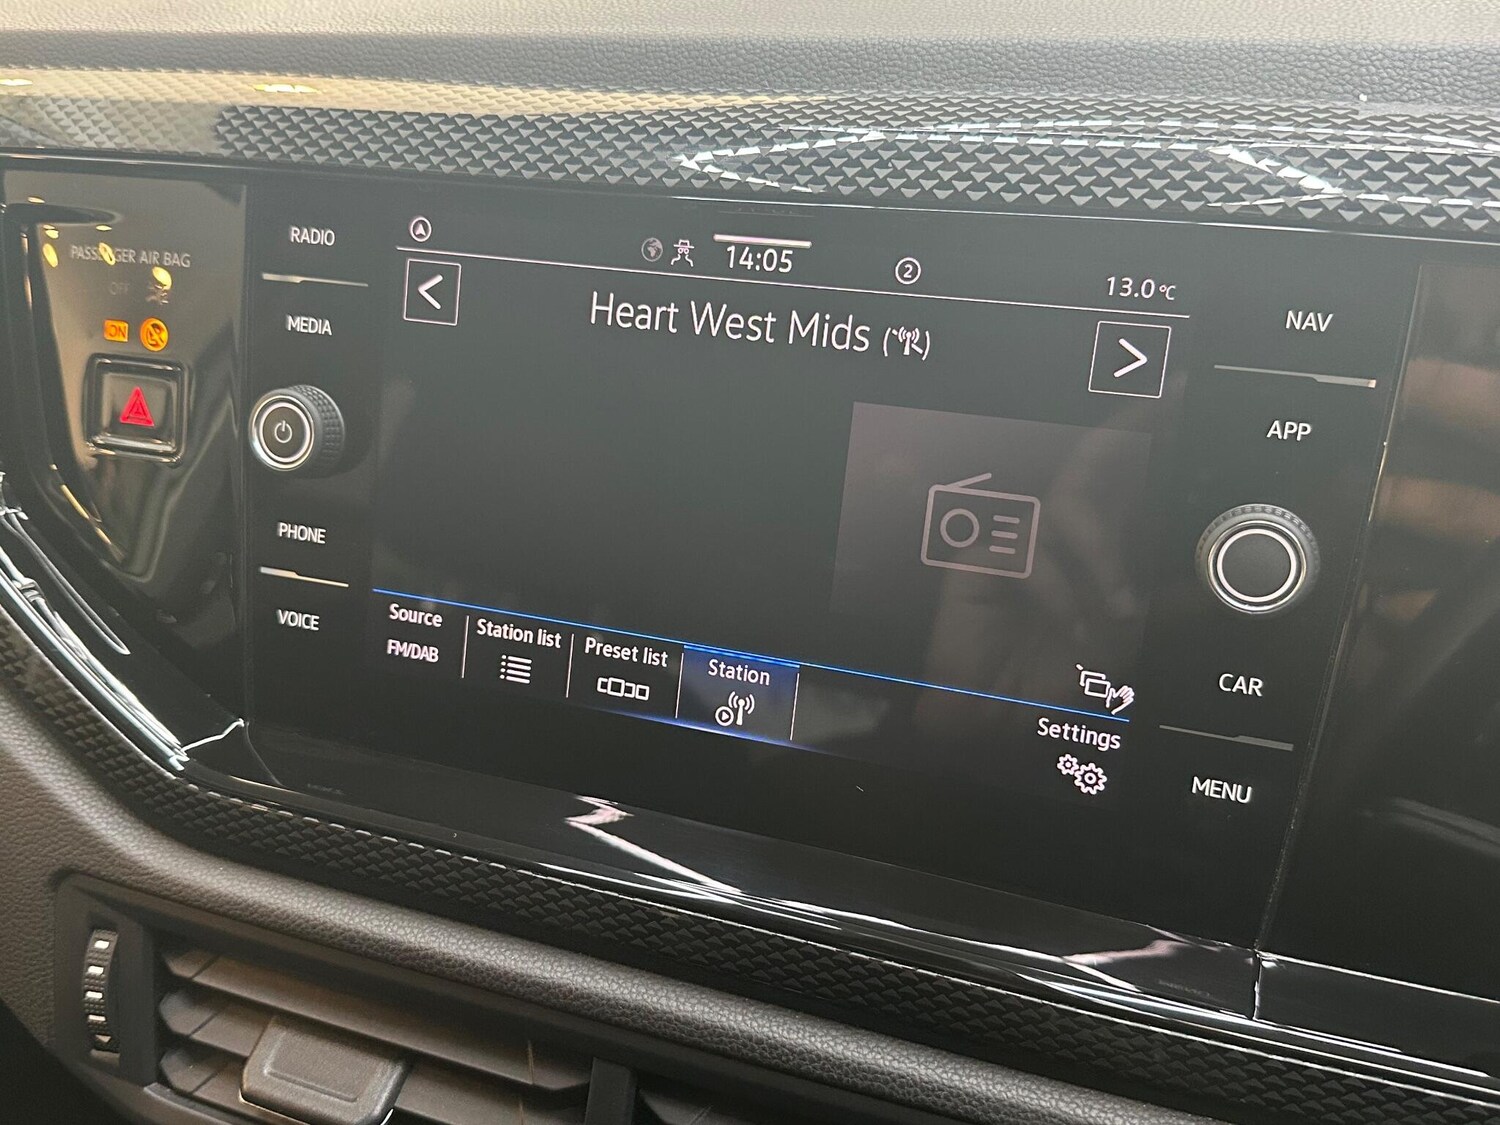 PASSENGER AIR BAG
OFF
ON
RADIO
MEDIA
PHONE
VOICE
14:05
2
13.0°C
Heart West Mids
Source
FM/DAB
Station list
Preset list
Station
Settings
NAV
APP
CAR
MENU